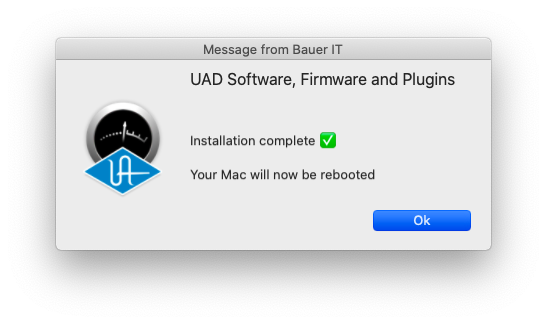 Message from Bauer IT
UAD Software, Firmware and Plugins
Installation complete ✅
Your Mac will now be rebooted
Ok